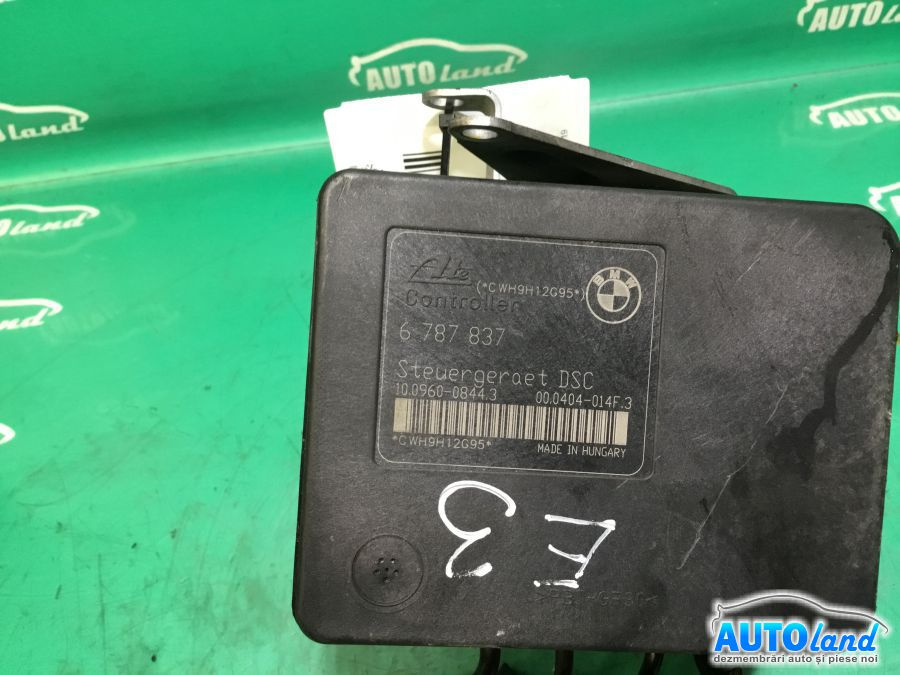 AUTOland
AUTOland
AUTOland
AUTOland
AUTOland
Ate
(*CWH9H12G95*)
BMW
Controller
6 787 837
Steuergeraet DSC
10.0960-0844.3 00.0404-014F.3
*CWH9H12G95*
MADE IN HUNGARY
E3
AUTOland
dezmembrări auto și piese noi